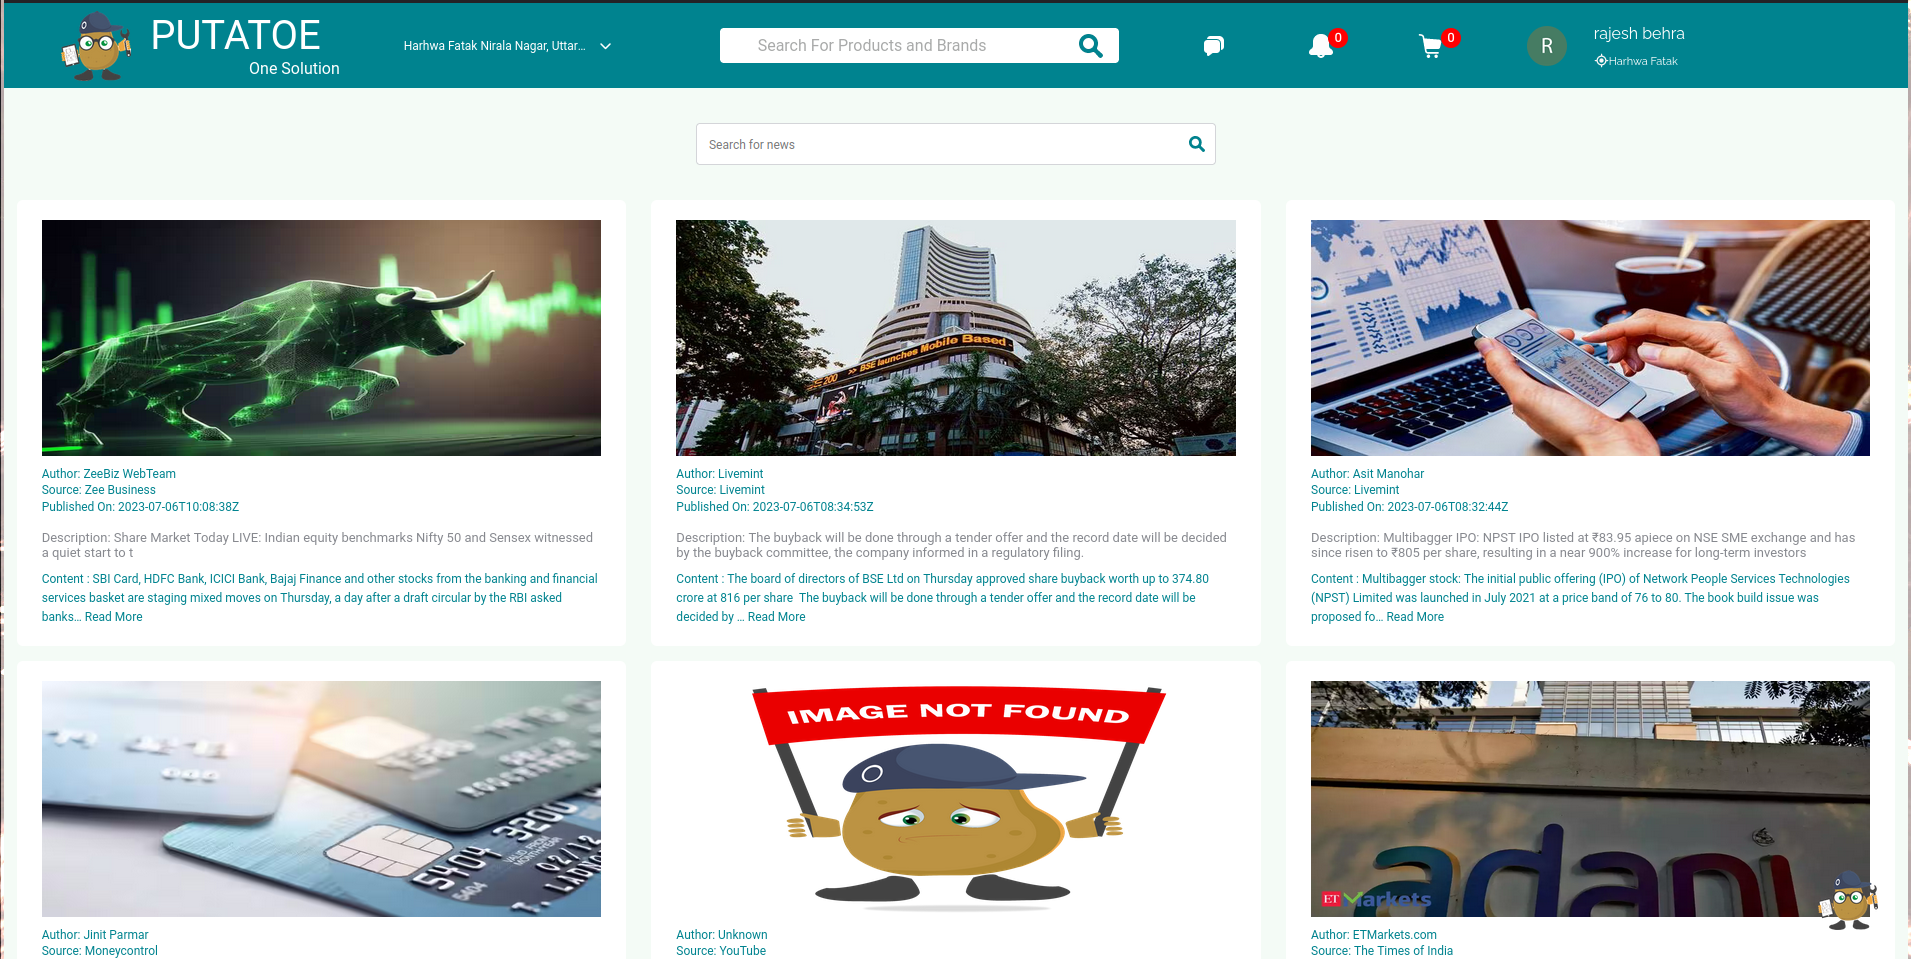 PUTATOE
One Solution
Harhwa Fatak Nirala Nagar, Uttar...
Search For Products and Brands
0
0
R
rajesh behra
Harhwa Fatak
Search for news
>> BSE launches Mobile Based
200
Author: ZeeBiz WebTeam
Source: Zee Business
Published On: 2023-07-06T10:08:38Z
Description: Share Market Today LIVE: Indian equity benchmarks Nifty 50 and Sensex witnessed
a quiet start to t
Content : SBI Card, HDFC Bank, ICICI Bank, Bajaj Finance and other stocks from the banking and financial
services basket are staging mixed moves on Thursday, a day after a draft circular by the RBI asked
banks... Read More
Author: Livemint
Source: Livemint
Published On: 2023-07-06T08:34:53Z
Description: The buyback will be done through a tender offer and the record date will be decided
by the buyback committee, the company informed in a regulatory filing.
Content : The board of directors of BSE Ltd on Thursday approved share buyback worth up to 374.80
crore at 816 per share  The buyback will be done through a tender offer and the record date will be
decided by ... Read More
Author: Asit Manohar
Source: Livemint
Published On: 2023-07-06T08:32:44Z
Description: Multibagger IPO: NPST IPO listed at ₹83.95 apiece on NSE SME exchange and has
since risen to ₹805 per share, resulting in a near 900% increase for long-term investors
Content : Multibagger stock: The initial public offering (IPO) of Network People Services Technologies
(NPST) Limited was launched in July 2021 at a price band of 76 to 80. The book build issue was
proposed fo... Read More
5404 3200
5404
VALID FROM
MONTH/YEAR
Author: Jinit Parmar
Source: Moneycontrol
IMAGE NOT FOUND
Author: Unknown
Source: YouTube
adani
ET Markets
Author: ETMarkets.com
Source: The Times of India